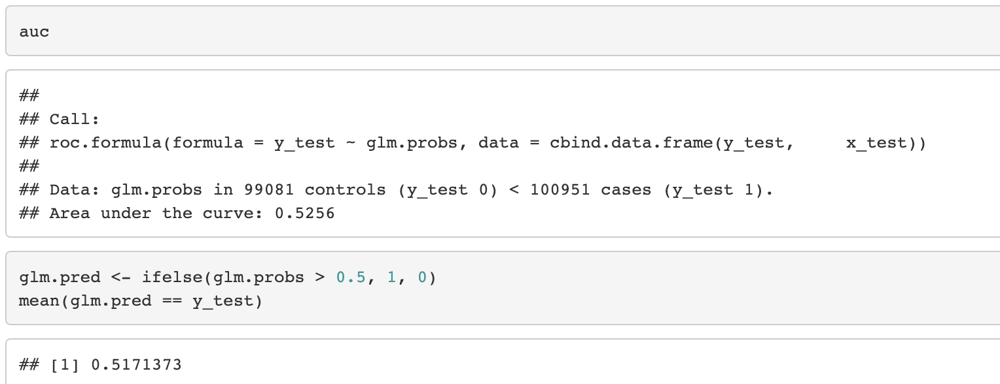 auc
##
## Call:
## roc.formula(formula = y_test ~ glm.probs, data = cbind.data.frame(y_test,     x_test))
##
## Data: glm.probs in 99081 controls (y_test 0) < 100951 cases (y_test 1).
## Area under the curve: 0.5256
glm.pred <- ifelse(glm.probs > 0.5, 1, 0)
mean(glm.pred == y_test)
## [1] 0.5171373